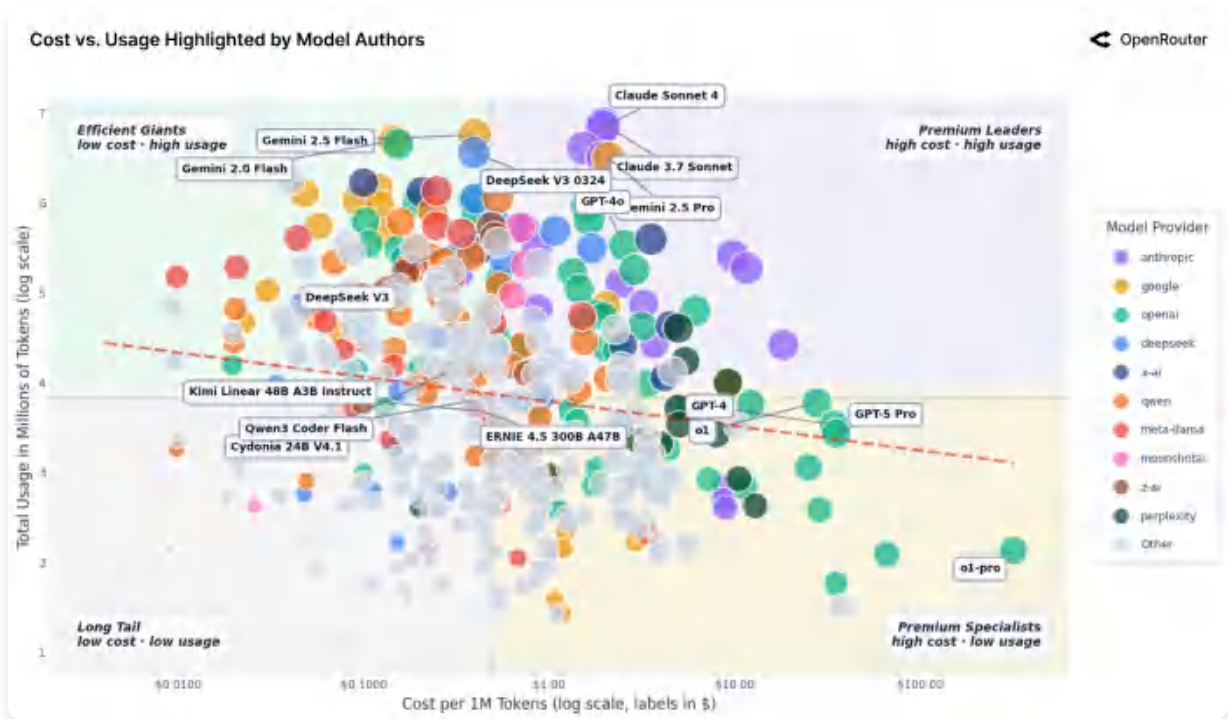 Cost vs. Usage Highlighted by Model Authors
OpenRouter
Claude Sonnet 4
7
Efficient Giants
low cost · high usage
Gemini 2.5 Flash
Premium Leaders
high cost · high usage
Gemini 2.0 Flash
Claude 3.7 Sonnet
DeepSeek V3 0324
6
GPT-4o
emini 2.5 Pro
Model Provider
anthropic
google
openai
deepseek
x-ai
qwen
meta-llama
moonshotai
z-ai
perplexity
Other
Total Usage in Millions of Tokens (log scale)
5
DeepSeek V3
4
Kimi Linear 48B A3B Instruct
GPT-4
GPT-5 Pro
Qwen3 Coder Flash
o1
ERNIE 4.5 300B A47B
Cydonia 24B V4.1
3
2
o1-pro
Long Tail
low cost · low usage
Premium Specialists
high cost · low usage
1
$0.0100
$0.1000
$1.00
$10.00
$100.00
Cost per 1M Tokens (log scale, labels in $)